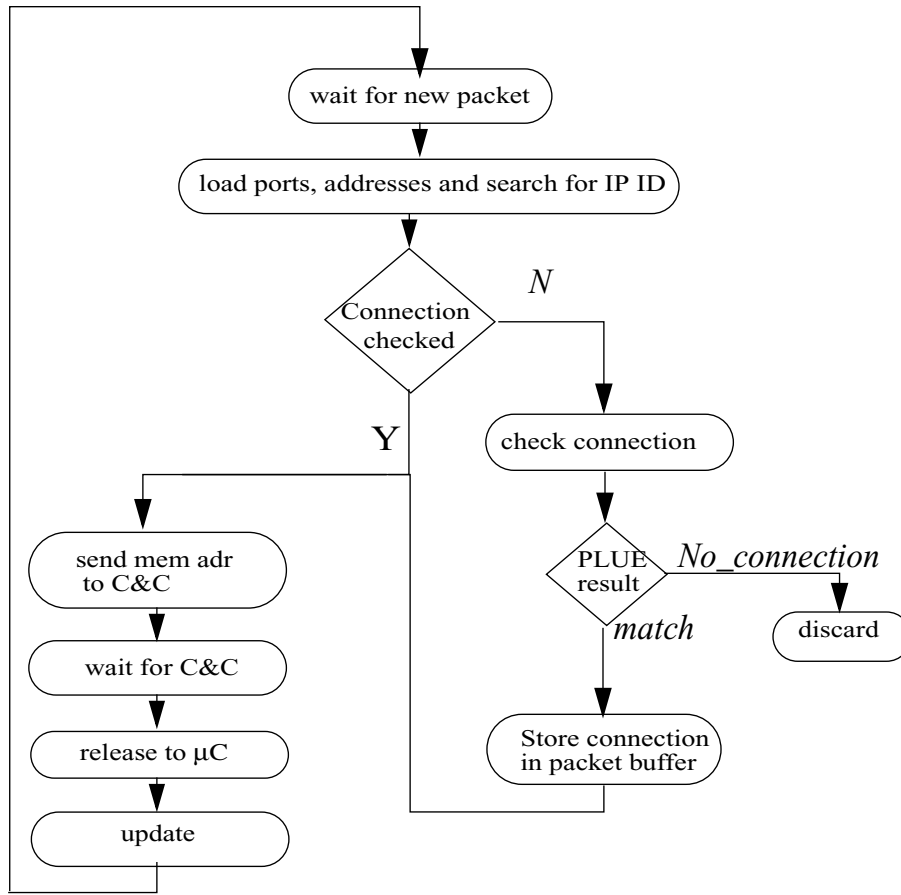 wait for new packet
load ports, addresses and search for IP ID
N
Connection
checked
Y
check connection
send mem adr
to C&C
PLUE
result
No_connection
match
discard
wait for C&C
release to μC
Store connection
in packet buffer
update